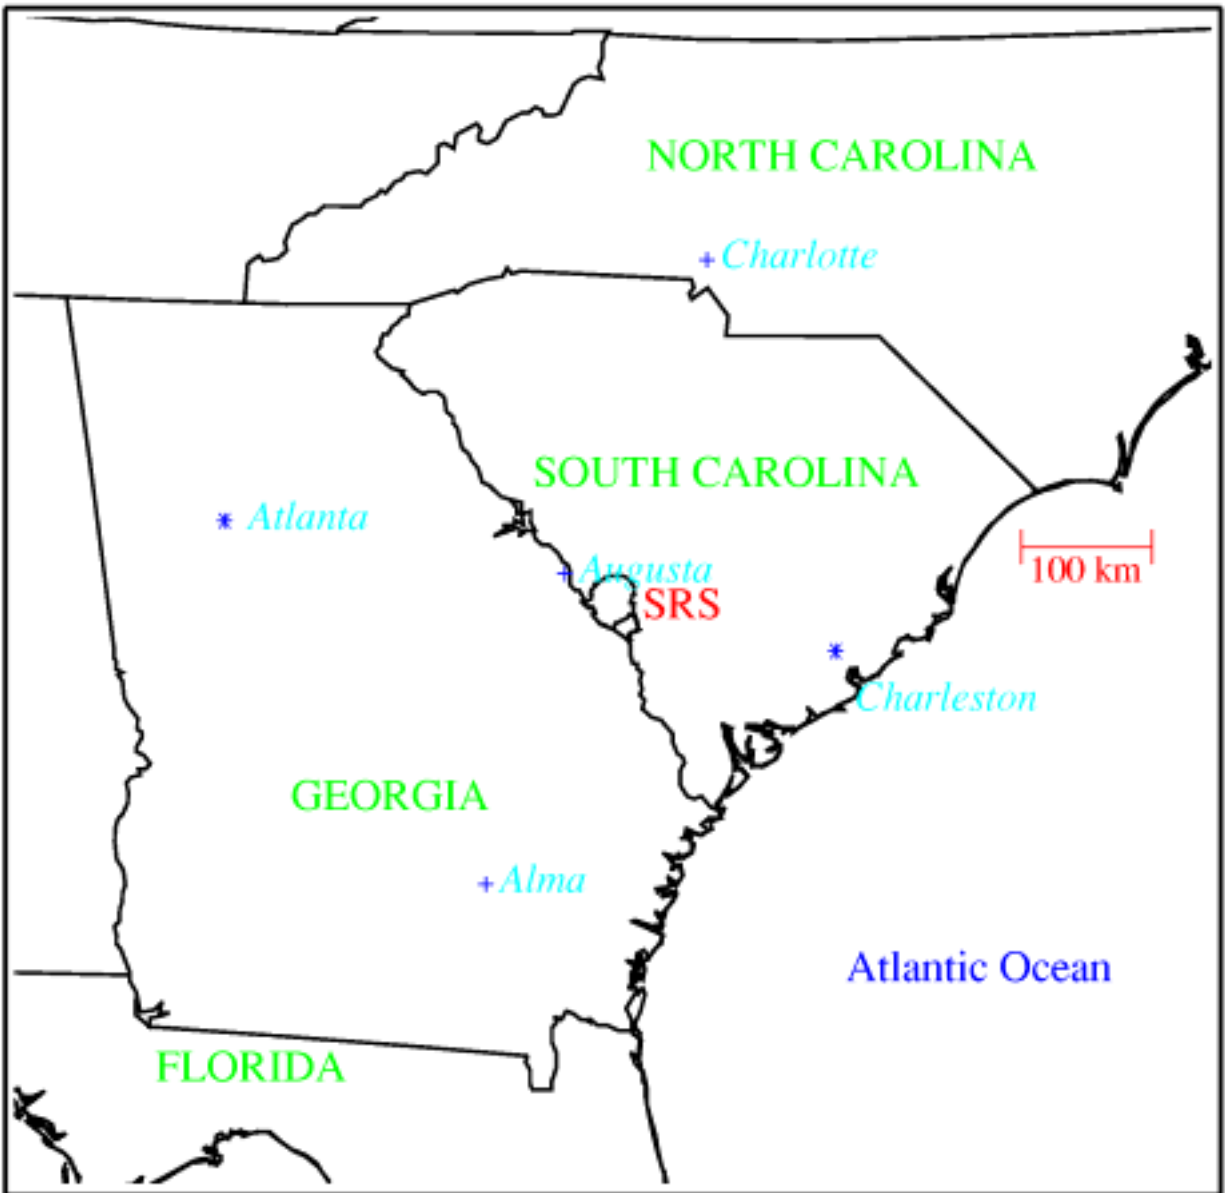 NORTH CAROLINA
Charlotte
SOUTH CAROLINA
Atlanta
100 km
Augusta
SRS
Charleston
GEORGIA
Alma
Atlantic Ocean
FLORIDA